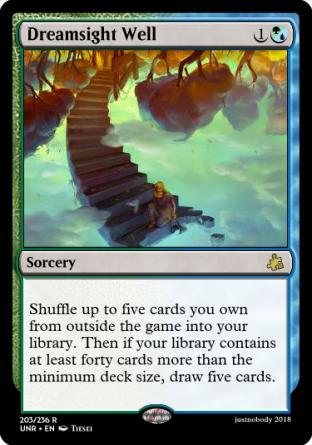 Dreamsight Well 1
Sorcery
Shuffle up to five cards you own
from outside the game into your
library. Then if your library contains
at least forty cards more than the
minimum deck size, draw five cards.
203/236 R
justnobody 2018
UNR • EN TIESEI